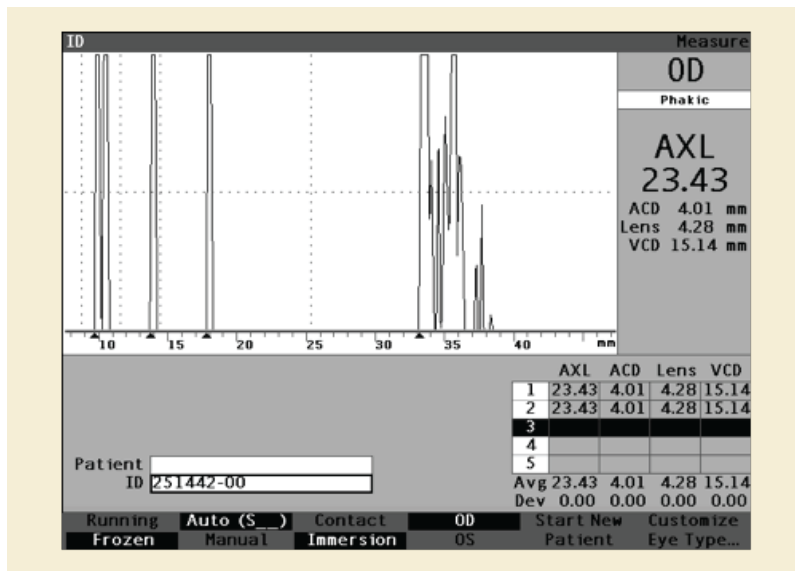 ID Measure
OD
Phakic
AXL
23.43
ACD 4.01 mm
Lens 4.28 mm
VCD 15.14 mm
10 15 20 25 30 35 40 mm
AXL ACD Lens VCD
1 23.43 4.01 4.28 15.14
2 23.43 4.01 4.28 15.14
3
4
5
Avg 23.43 4.01 4.28 15.14
Dev 0.00 0.00 0.00 0.00
Patient
ID 251442-00
Running Auto (S__) Contact OD Start New Customize
Frozen Manual Immersion OS Patient Eye Type...